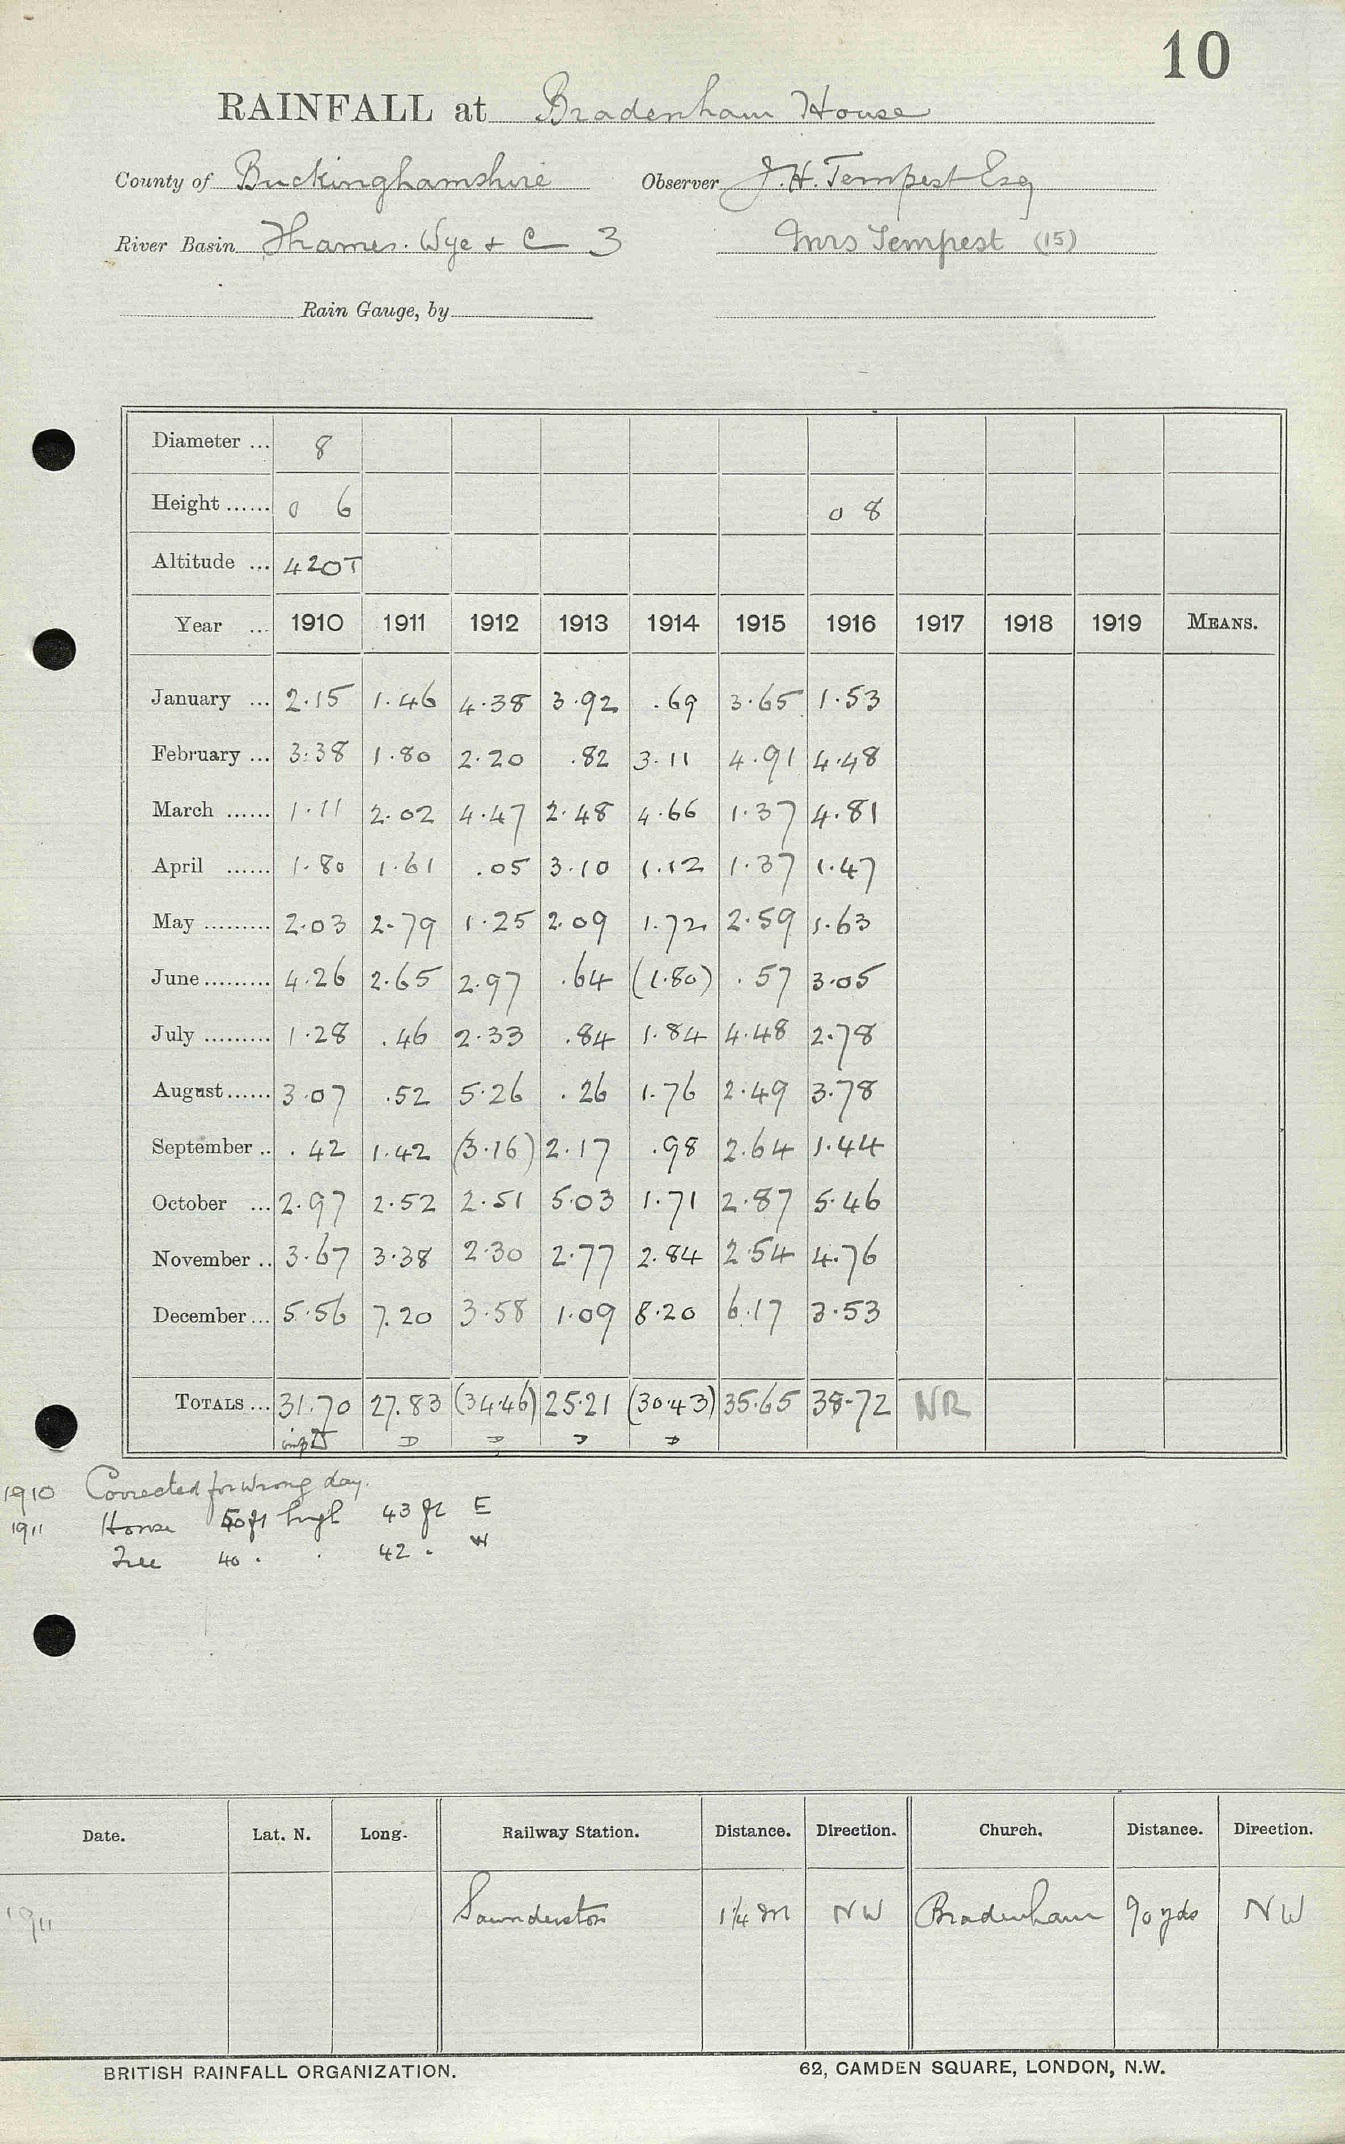 10
RAINFALL at Bradenham House
County of Buckinghamshire Observer J. H. Tempest Esq
River Basin Thames. Wye & C 3 Mrs Tempest (15)
Rain Gauge, by
Diameter ... 8
Height ...... 0 6 0 8
Altitude ... 420T
Year ... 1910 1911 1912 1913 1914 1915 1916 1917 1918 1919 MEANS.
January ... 2.15 1.46 4.38 3.92 .69 3.65 1.53
February ... 3.38 1.80 2.20 .82 3.11 4.91 4.48
March ...... 1.11 2.02 4.47 2.48 4.66 1.37 4.81
April ...... 1.80 1.61 .05 3.10 1.12 1.37 1.47
May ......... 2.03 2.79 1.25 2.09 1.72 2.59 1.63
June ......... 4.26 2.65 2.97 .64 (1.80) .57 3.05
July ......... 1.28 .46 2.33 .84 1.84 4.48 2.78
August ...... 3.07 .52 5.26 .26 1.76 2.49 3.78
September .. .42 1.42 (3.16) 2.17 .98 2.64 1.44
October ... 2.97 2.52 2.51 5.03 1.71 2.87 5.46
November .. 3.67 3.38 2.30 2.77 2.84 2.54 4.76
December ... 5.56 7.20 3.58 1.09 8.20 6.17 3.53
TOTALS ... 31.70 27.83 (34.46) 25.21 (30.43) 35.65 38.72 NR
D D D D
1910 Corrected for wrong day.
1911 House 50 ft high 43 ft E
Tree 40 . . 42 . W
Date. Lat. N. Long. Railway Station. Distance. Direction. Church. Distance. Direction.
1911 Saunderton 1¼ m NW Bradenham 90 yds NW
BRITISH RAINFALL ORGANIZATION. 62, CAMDEN SQUARE, LONDON, N.W.